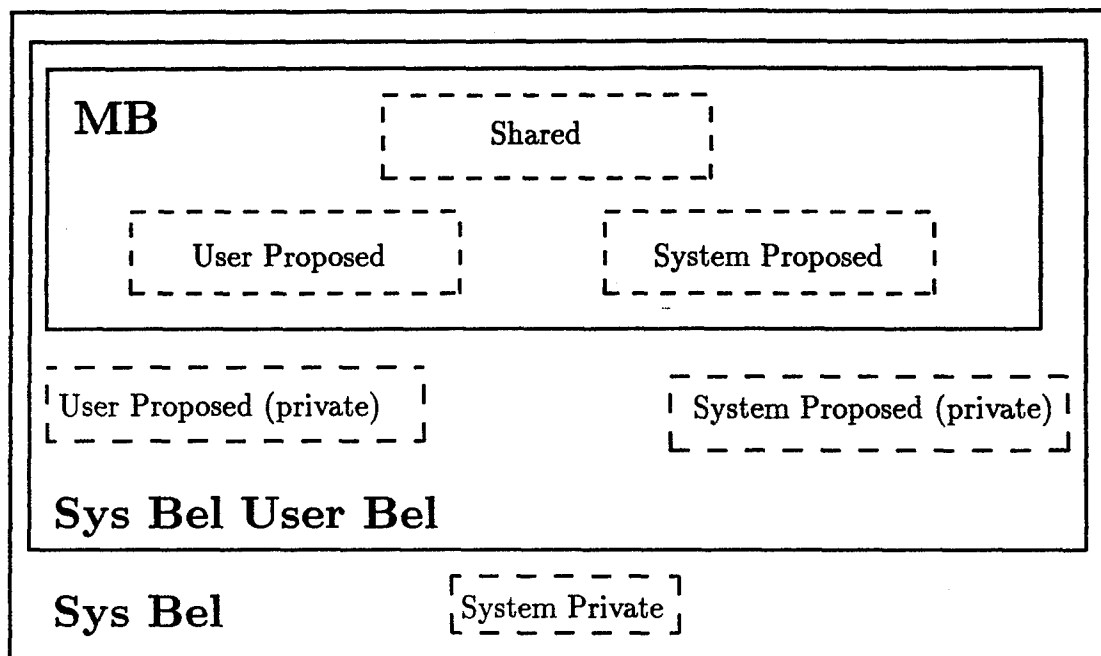 MB
Shared
User Proposed
System Proposed
User Proposed (private)
System Proposed (private)
Sys Bel User Bel
Sys Bel
System Private